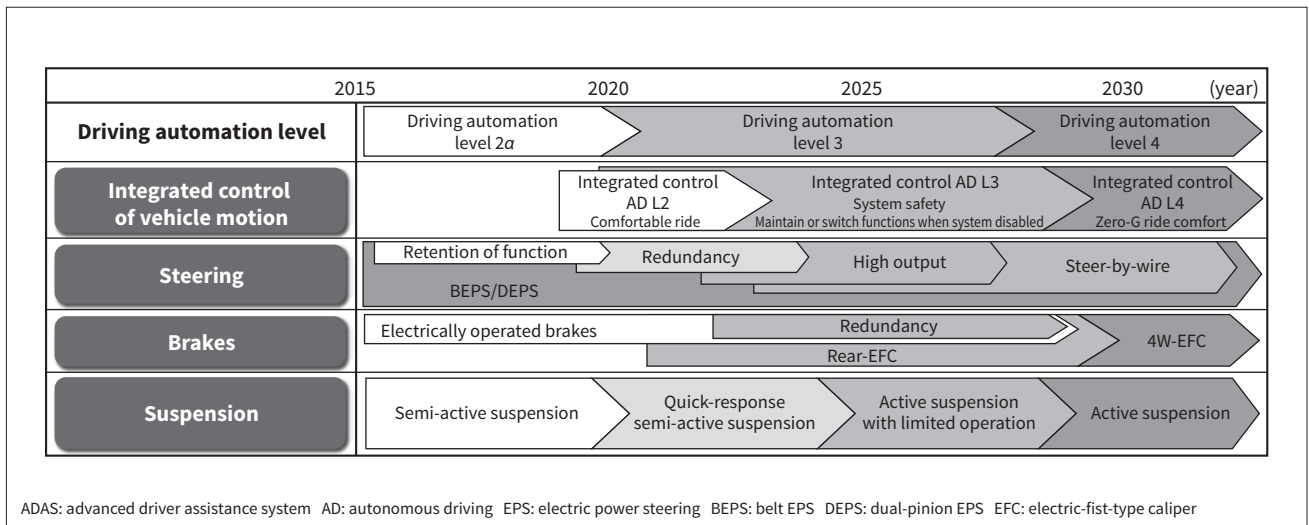 2015 2020 2025 2030 (year)
Driving automation level
Driving automation
level 2α
Driving automation
level 3
Driving automation
level 4
Integrated control
of vehicle motion
Integrated control
AD L2
Comfortable ride
Integrated control AD L3
System safety
Maintain or switch functions when system disabled
Integrated control
AD L4
Zero-G ride comfort
Steering
Retention of function
Redundancy
High output
Steer-by-wire
BEPS/DEPS
Brakes
Electrically operated brakes
Redundancy
Rear-EFC
4W-EFC
Suspension
Semi-active suspension
Quick-response
semi-active suspension
Active suspension
with limited operation
Active suspension
ADAS: advanced driver assistance system AD: autonomous driving EPS: electric power steering BEPS: belt EPS DEPS: dual-pinion EPS EFC: electric-fist-type caliper